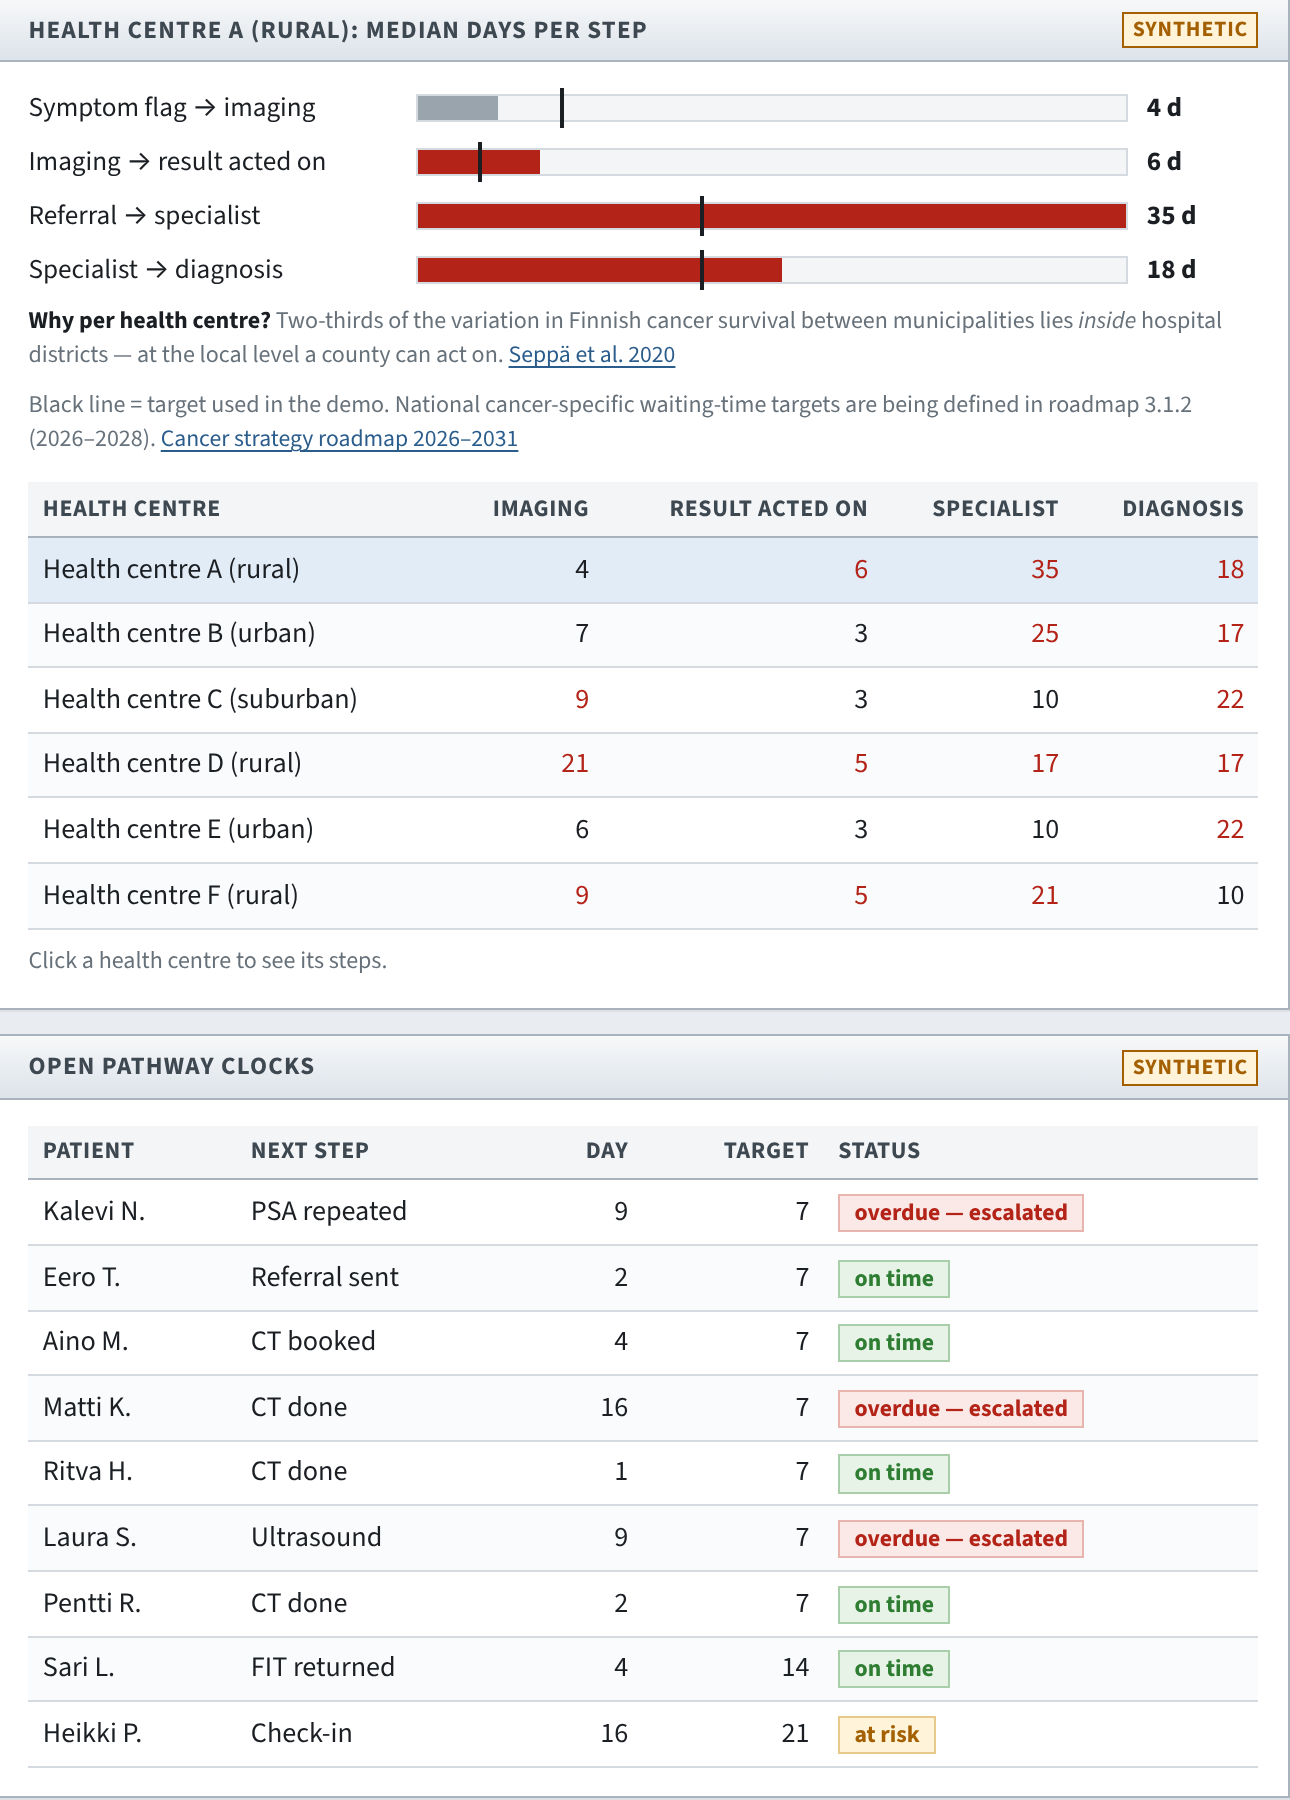 HEALTH CENTRE A (RURAL): MEDIAN DAYS PER STEP SYNTHETIC
Symptom flag → imaging 4 d
Imaging → result acted on 6 d
Referral → specialist 35 d
Specialist → diagnosis 18 d
Why per health centre? Two-thirds of the variation in Finnish cancer survival between municipalities lies inside hospital
districts — at the local level a county can act on. Seppä et al. 2020
Black line = target used in the demo. National cancer-specific waiting-time targets are being defined in roadmap 3.1.2
(2026–2028). Cancer strategy roadmap 2026–2031
HEALTH CENTRE IMAGING RESULT ACTED ON SPECIALIST DIAGNOSIS
Health centre A (rural) 4 6 35 18
Health centre B (urban) 7 3 25 17
Health centre C (suburban) 9 3 10 22
Health centre D (rural) 21 5 17 17
Health centre E (urban) 6 3 10 22
Health centre F (rural) 9 5 21 10
Click a health centre to see its steps.
OPEN PATHWAY CLOCKS SYNTHETIC
PATIENT NEXT STEP DAY TARGET STATUS
Kalevi N. PSA repeated 9 7 overdue — escalated
Eero T. Referral sent 2 7 on time
Aino M. CT booked 4 7 on time
Matti K. CT done 16 7 overdue — escalated
Ritva H. CT done 1 7 on time
Laura S. Ultrasound 9 7 overdue — escalated
Pentti R. CT done 2 7 on time
Sari L. FIT returned 4 14 on time
Heikki P. Check-in 16 21 at risk